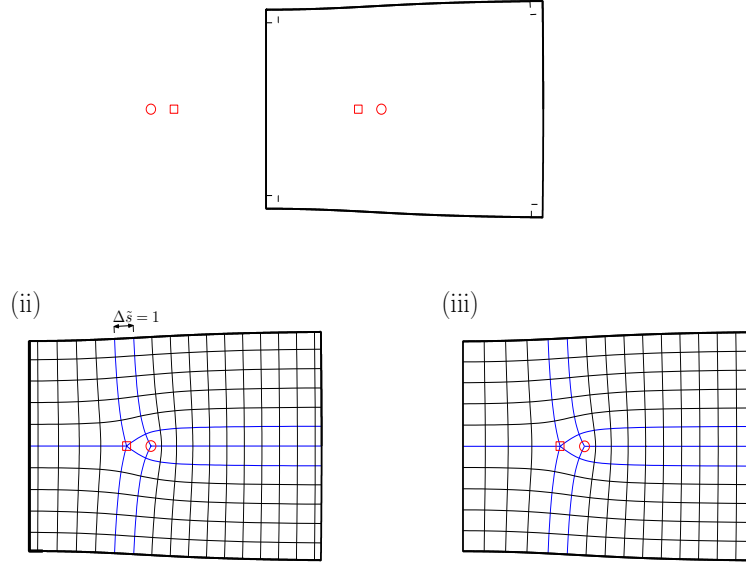 (ii)
(iii)
Δs̃ = 1